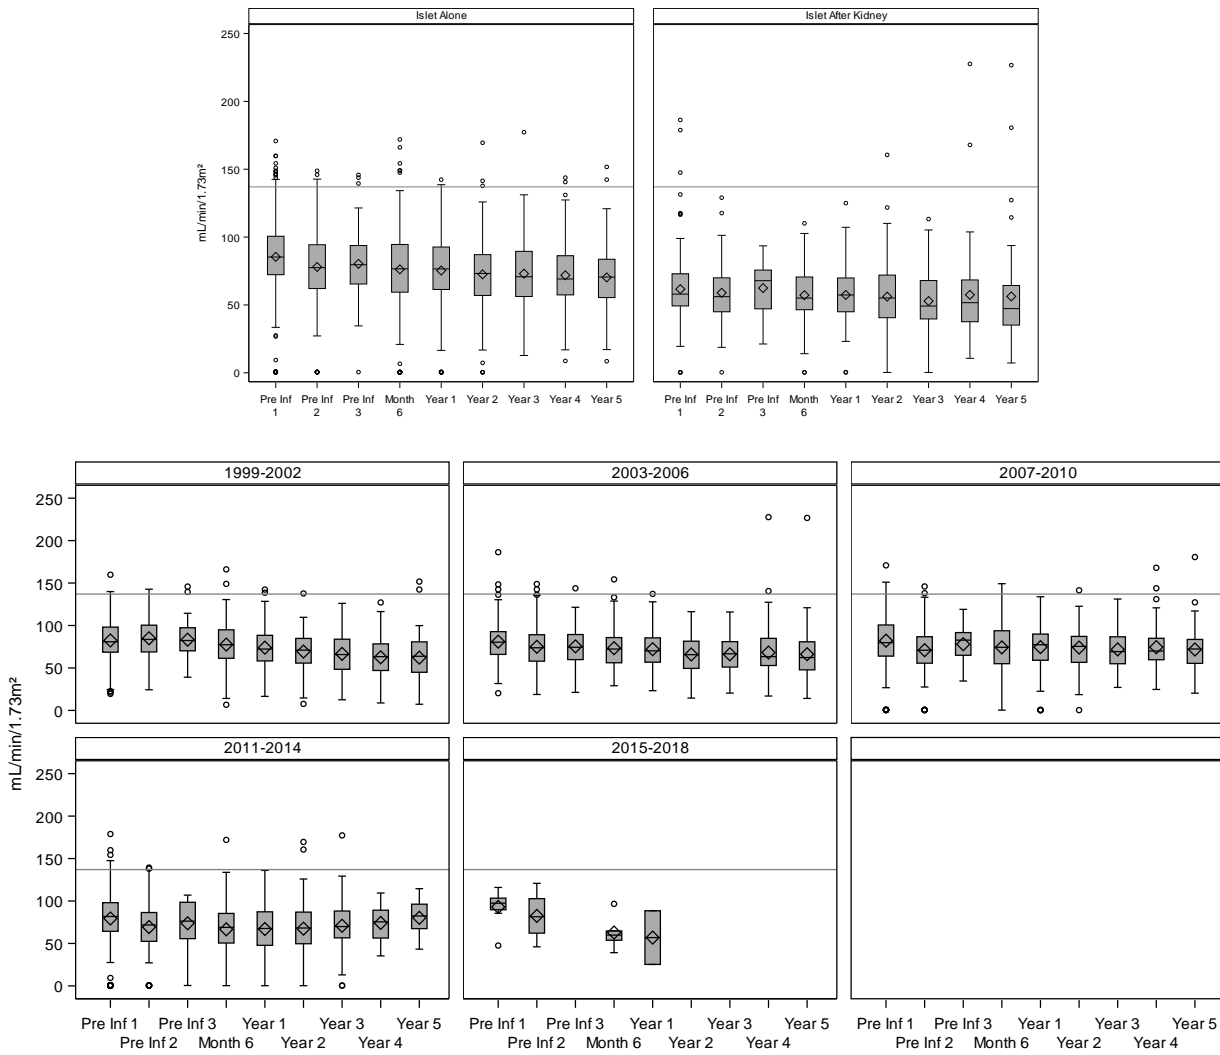 Islet Alone
Islet After Kidney
mL/min/1.73m²
250
200
150
100
50
0
Pre Inf 1
Pre Inf 2
Pre Inf 3
Month 6
Year 1
Year 2
Year 3
Year 4
Year 5
Pre Inf 1
Pre Inf 2
Pre Inf 3
Month 6
Year 1
Year 2
Year 3
Year 4
Year 5
1999-2002
2003-2006
2007-2010
mL/min/1.73m²
250
200
150
100
50
0
2011-2014
2015-2018
250
200
150
100
50
0
Pre Inf 1
Pre Inf 2
Pre Inf 3
Month 6
Year 1
Year 2
Year 3
Year 4
Year 5
Pre Inf 1
Pre Inf 2
Pre Inf 3
Month 6
Year 1
Year 2
Year 3
Year 4
Year 5
Pre Inf 1
Pre Inf 2
Pre Inf 3
Month 6
Year 1
Year 2
Year 3
Year 4
Year 5